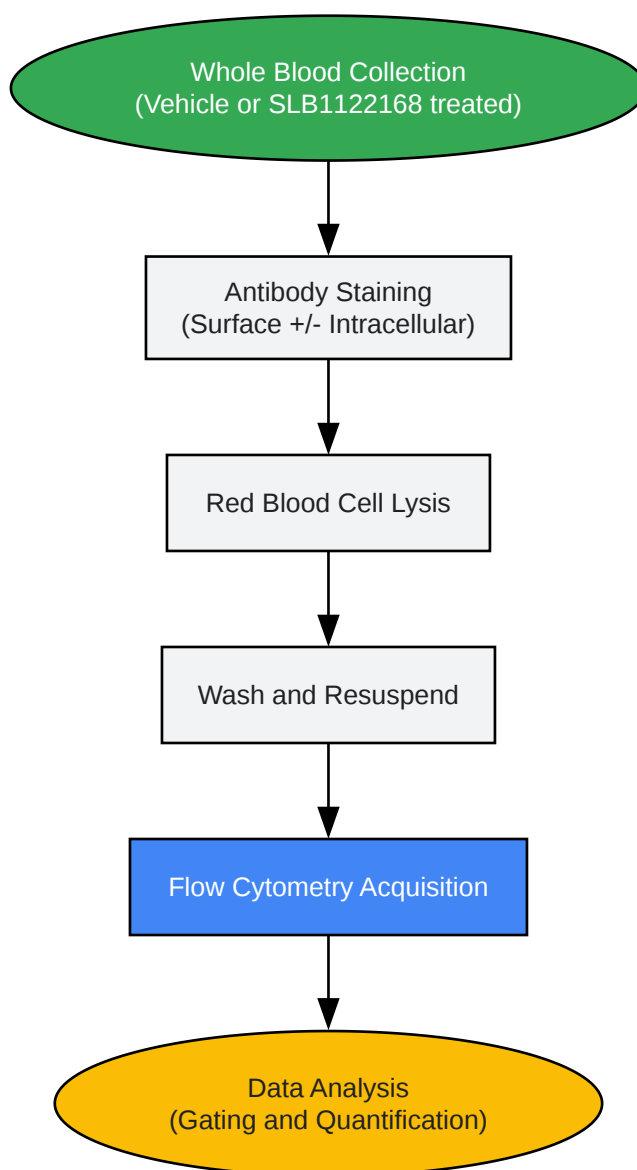 Whole Blood Collection
(Vehicle or SLB1122168 treated)
Antibody Staining
(Surface +/- Intracellular)
Red Blood Cell Lysis
Wash and Resuspend
Flow Cytometry Acquisition
Data Analysis
(Gating and Quantification)